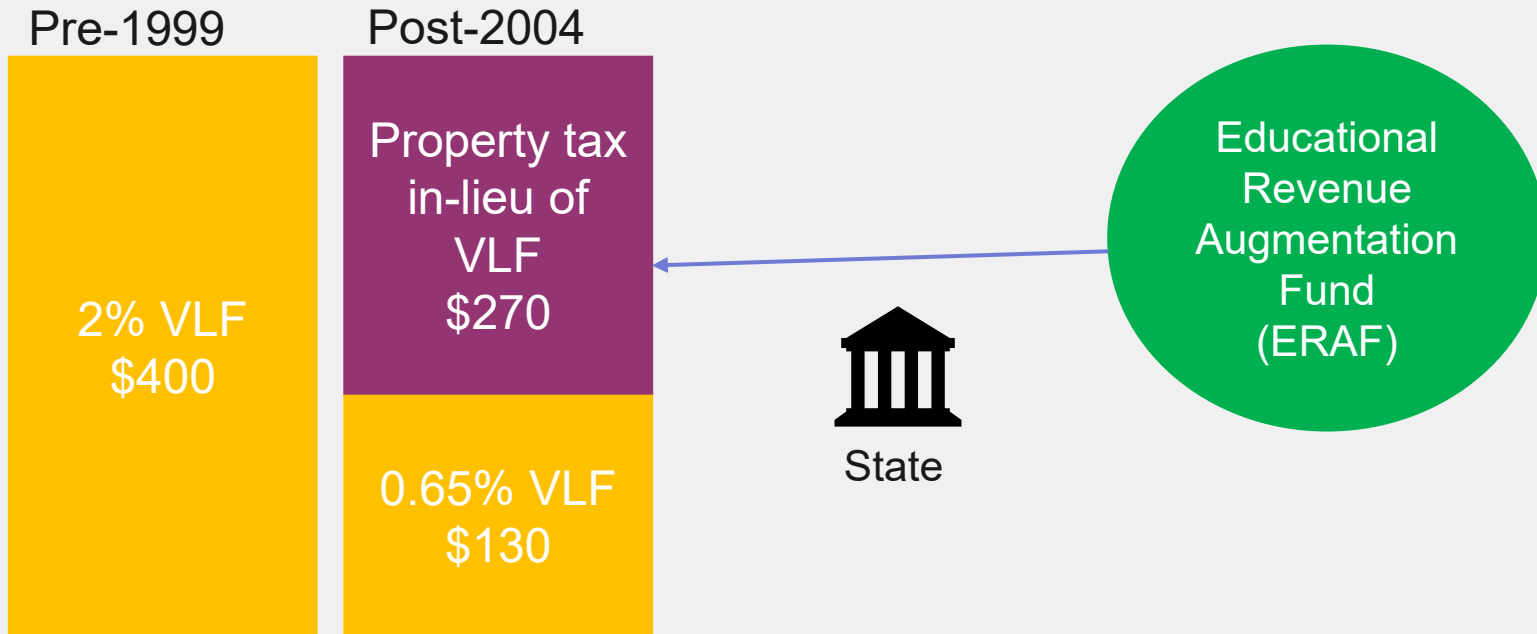 Pre-1999
2% VLF
$400
Post-2004
Property tax
in-lieu of
VLF
$270
0.65% VLF
$130
State
Educational
Revenue
Augmentation
Fund
(ERAF)